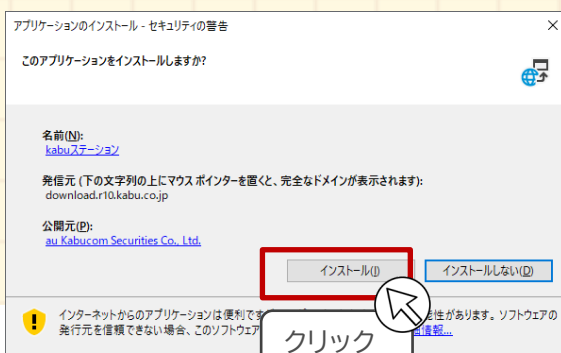 アプリケーションのインストール - セキュリティの警告
このアプリケーションをインストールしますか?
名前(N):
kabuステーション
発信元 (下の文字列の上にマウス ポインターを置くと、完全なドメインが表示されます):
download.r10.kabu.co.jp
公開元(P):
au Kabucom Securities Co., Ltd.
インストール(I)
インストールしない(D)
インターネットからのアプリケーションは便利です 性があります。ソフトウェアの
発行元を信頼できない場合、このソフトウェア 情報...
クリック